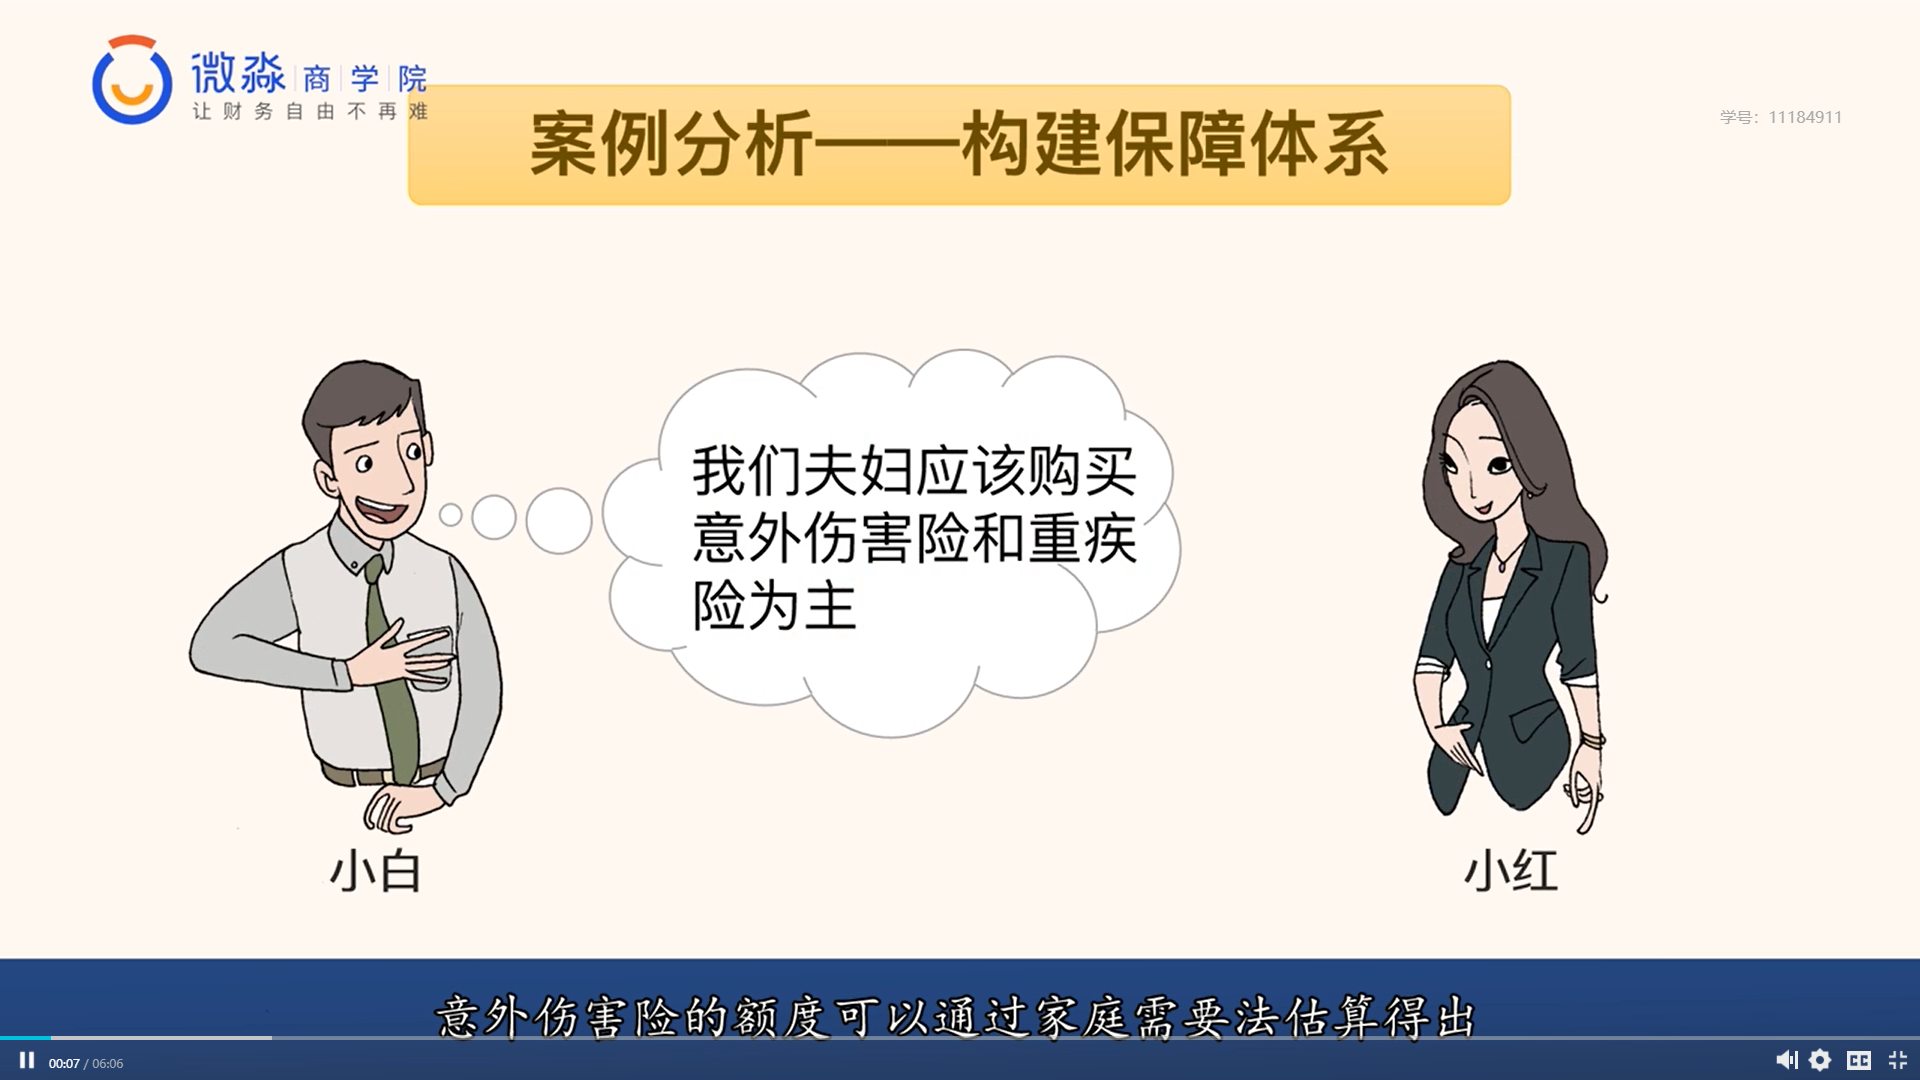 微淼商学院
让财务自由不再难
案例分析——构建保障体系
学号：11184911
我们夫妇应该购买
意外伤害险和重疾
险为主
小白
小红
意外伤害险的额度可以通过家庭需要法估算得出
00:07 / 06:06
CC